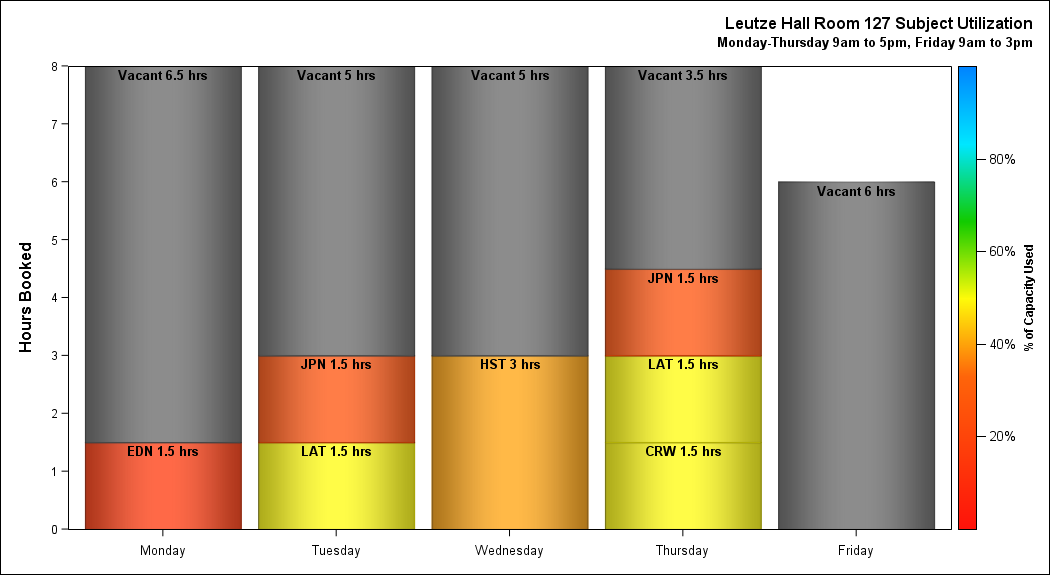 Leutze Hall Room 127 Subject Utilization
Monday-Thursday 9am to 5pm, Friday 9am to 3pm
Hours Booked
8
7
6
5
4
3
2
1
0
Vacant 6.5 hrs
EDN 1.5 hrs
Vacant 5 hrs
JPN 1.5 hrs
LAT 1.5 hrs
Vacant 5 hrs
HST 3 hrs
Vacant 3.5 hrs
JPN 1.5 hrs
LAT 1.5 hrs
CRW 1.5 hrs
Vacant 6 hrs
Monday
Tuesday
Wednesday
Thursday
Friday
80%
60%
40%
20%
% of Capacity Used